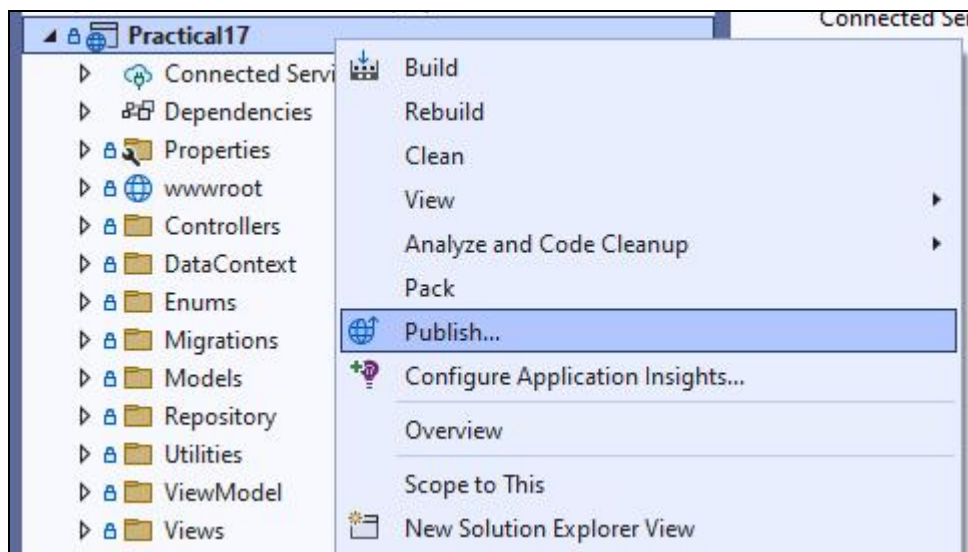 Connected Se
Practical17
Connected Servi
Dependencies
Properties
wwwroot
Controllers
DataContext
Enums
Migrations
Models
Repository
Utilities
ViewModel
Views
Build
Rebuild
Clean
View
Analyze and Code Cleanup
Pack
Publish...
Configure Application Insights...
Overview
Scope to This
New Solution Explorer View